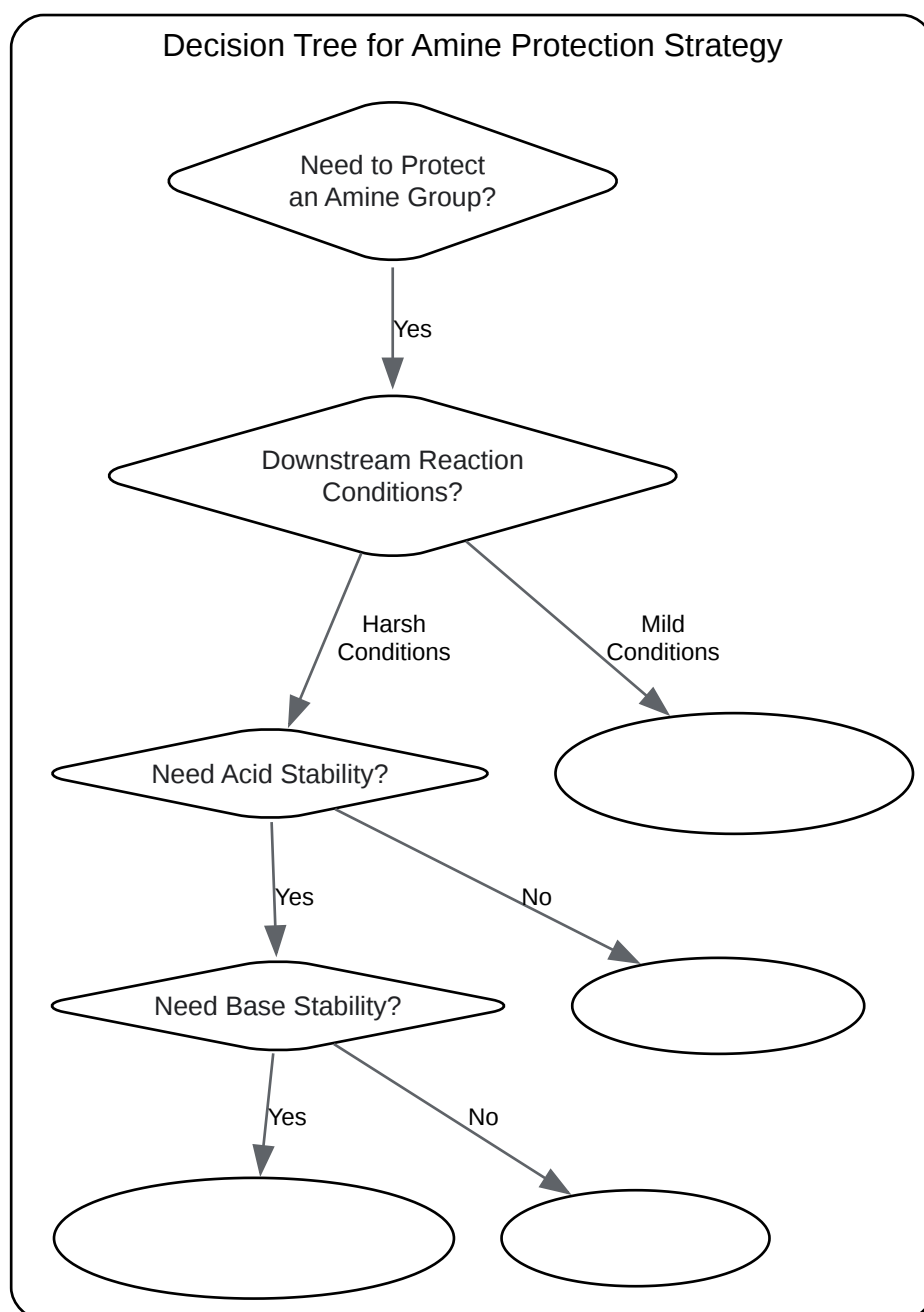 Decision Tree for Amine Protection Strategy
Need to Protect
an Amine Group?
Yes
Downstream Reaction
Conditions?
Harsh
Conditions
Mild
Conditions
Need Acid Stability?
Yes
No
Need Base Stability?
Yes
No